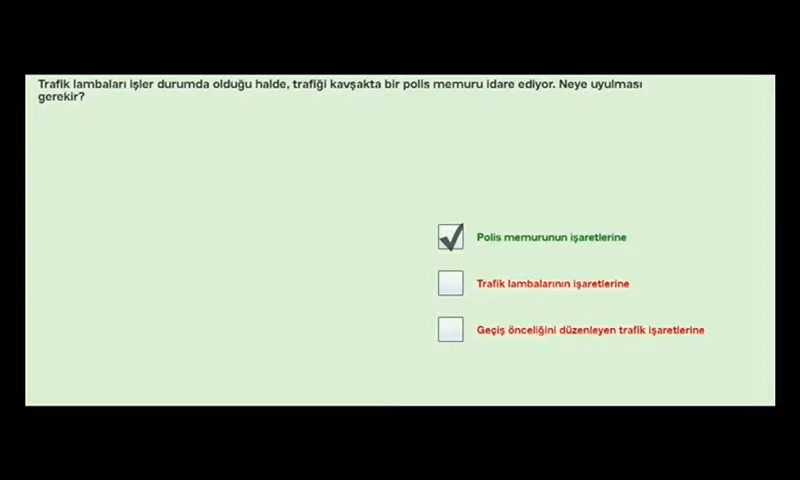 Trafik lambaları işler durumda olduğu halde, trafiği kavşakta bir polis memuru idare ediyor. Neye uyulması
gerekir?
Polis memurunun işaretlerine
Trafik lambalarının işaretlerine
Geçiş önceliğini düzenleyen trafik işaretlerine